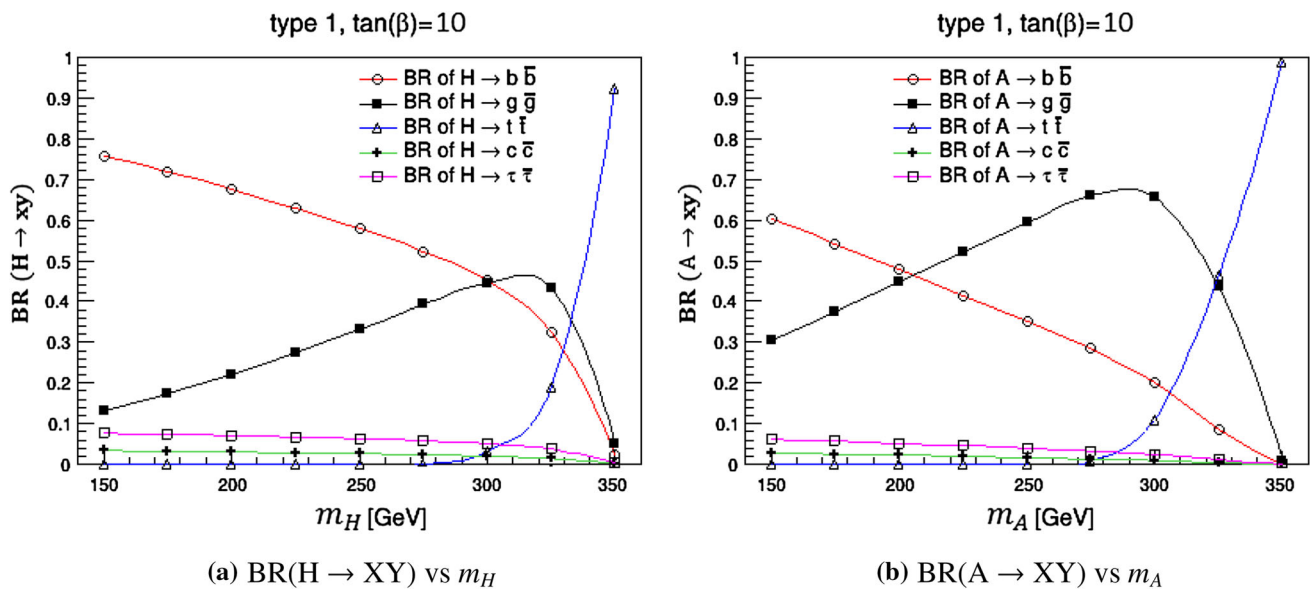 type 1, tan(β)=10
1
0.9
0.8
0.7
0.6
0.5
0.4
0.3
0.2
0.1
0
BR (H → xy)
BR of H → b b̄
BR of H → g ḡ
BR of H → t t̄
BR of H → c c̄
BR of H → τ τ̄
150 200 250 300 350
m_H [GeV]
(a) BR(H → XY) vs m_H
type 1, tan(β)=10
1
0.9
0.8
0.7
0.6
0.5
0.4
0.3
0.2
0.1
0
BR (A → xy)
BR of A → b b̄
BR of A → g ḡ
BR of A → t t̄
BR of A → c c̄
BR of A → τ τ̄
150 200 250 300 350
m_A [GeV]
(b) BR(A → XY) vs m_A